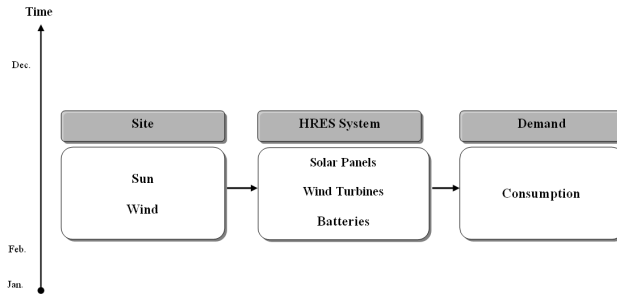 Time
Dec.
Site
HRES System
Demand
Sun
Wind
Solar Panels
Wind Turbines
Batteries
Consumption
Feb.
Jan.